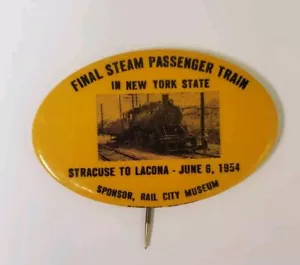 FINAL STEAM PASSENGER TRAIN
IN NEW YORK STATE
SYRACUSE TO LACONA - JUNE 6, 1954
SPONSOR, RAIL CITY MUSEUM